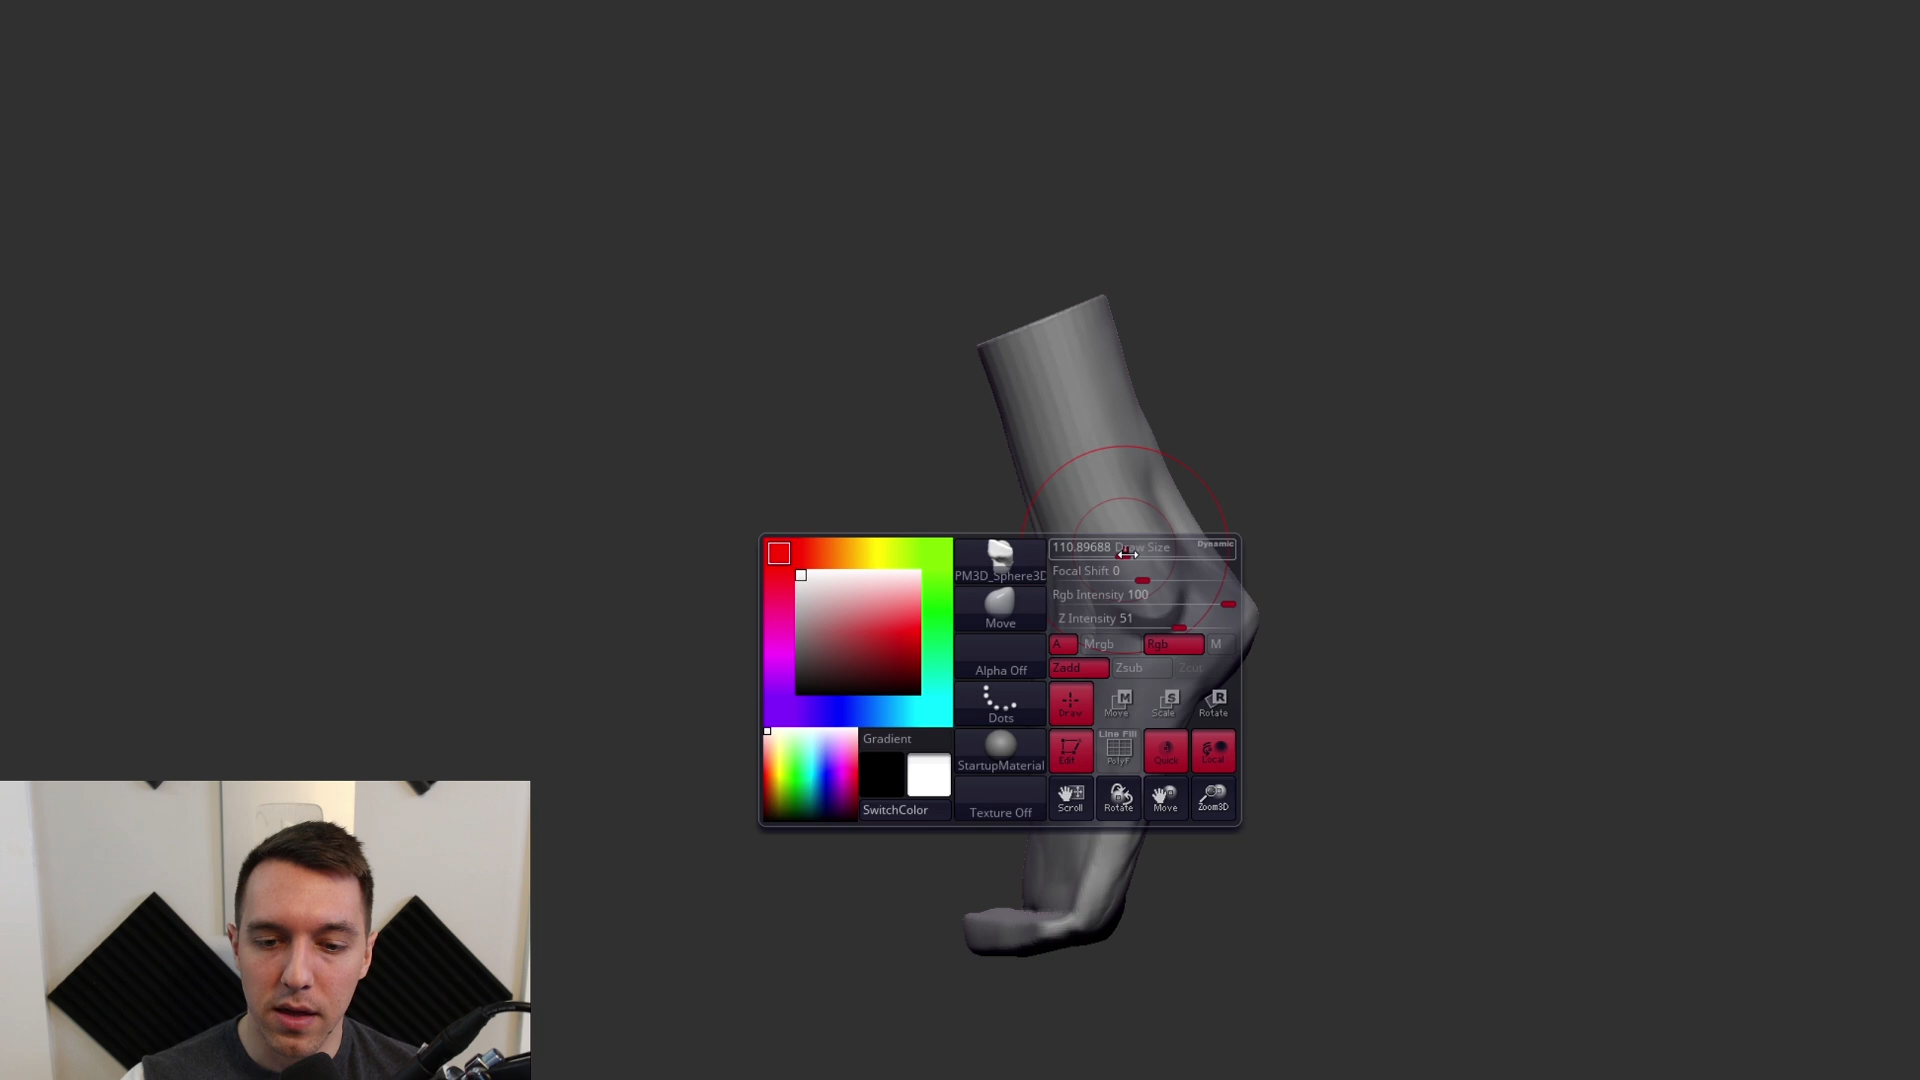 110.89688 Draw Size
Dynamic
PM3D_Sphere3D
Focal Shift 0
Rgb Intensity 100
Move
Z Intensity 51
A
Mrgb
Rgb
M
Alpha Off
Zadd
Zsub
Zcut
Draw
Move
Scale
Rotate
Dots
Gradient
Line Fill
StartupMaterial
Edit
PolyF
Quick
Local
SwitchColor
Texture Off
Scroll
Rotate
Move
Zoom3D
M
S
R